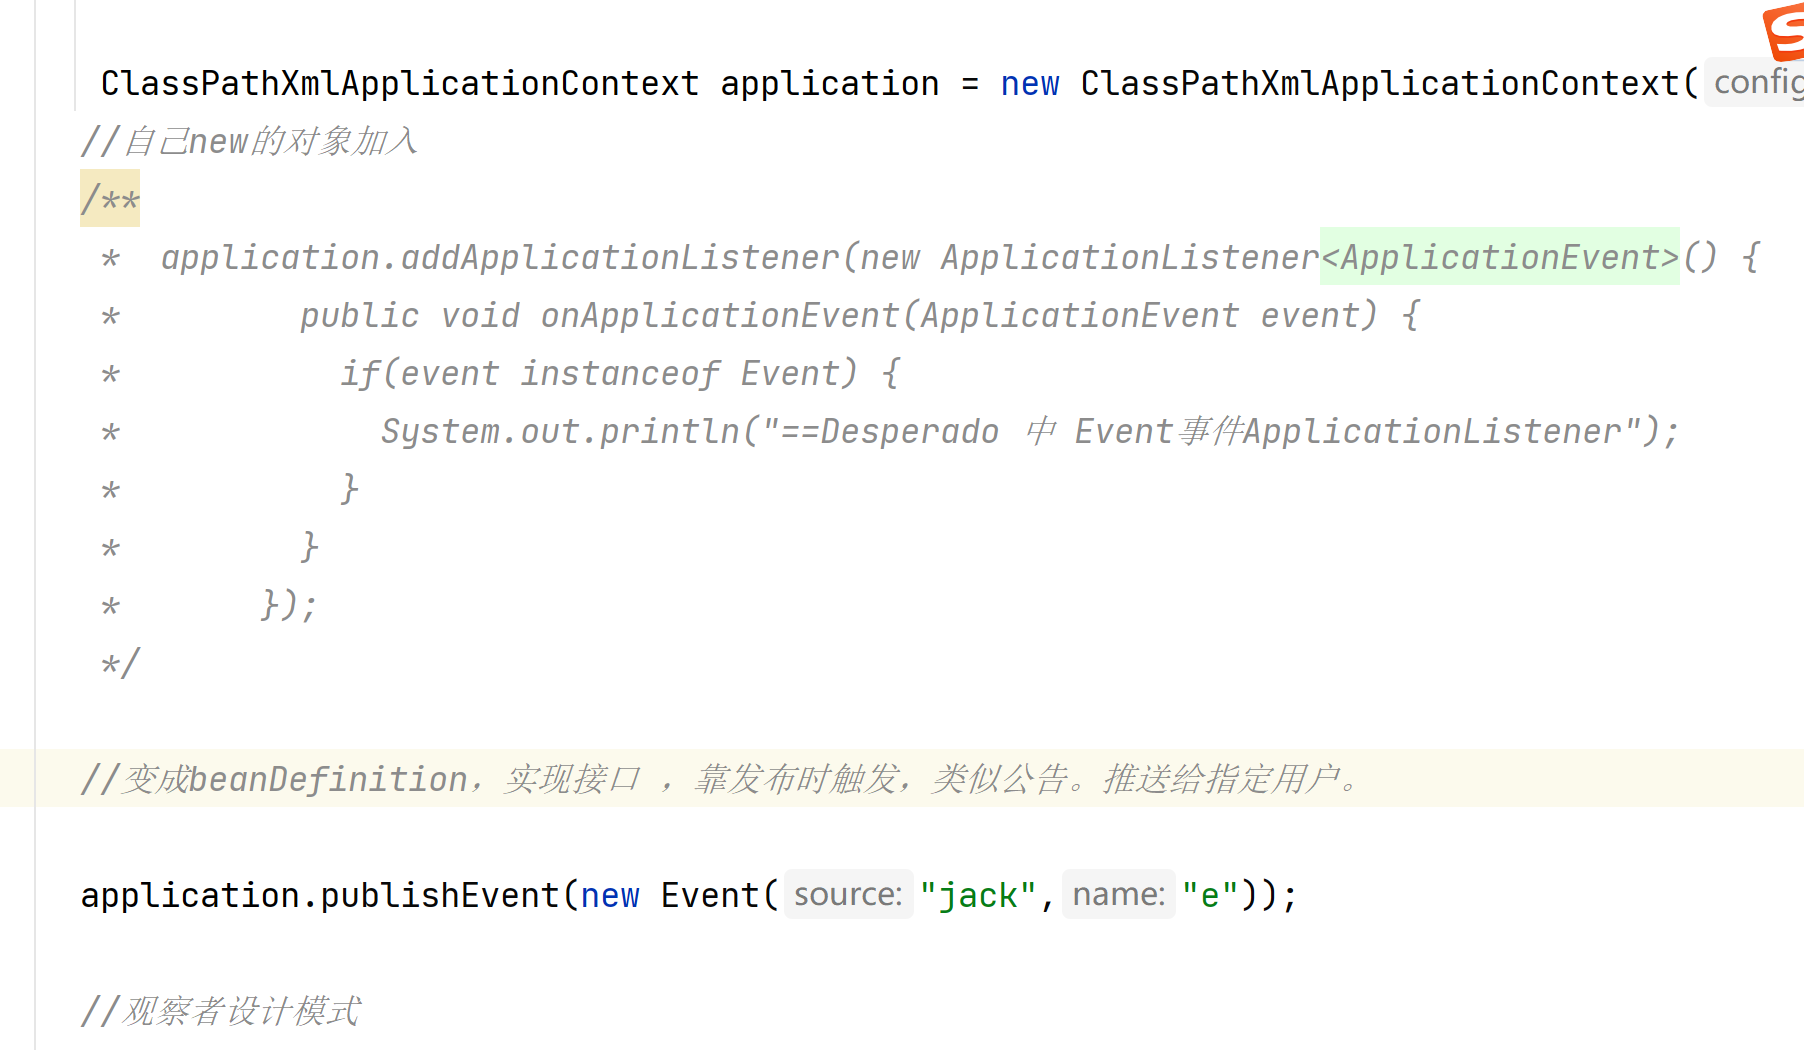 ClassPathXmlApplicationContext application = new ClassPathXmlApplicationContext( config
//自己new的对象加入
/**
*  application.addApplicationListener(new ApplicationListener<ApplicationEvent>() {
*         public void onApplicationEvent(ApplicationEvent event) {
*           if(event instanceof Event) {
*             System.out.println("==Desperado 中 Event事件ApplicationListener");
*           }
*         }
*       });
*/
//变成beanDefinition，实现接口 ，靠发布时触发，类似公告。推送给指定用户。
application.publishEvent(new Event( source: "jack", name: "e"));
//观察者设计模式